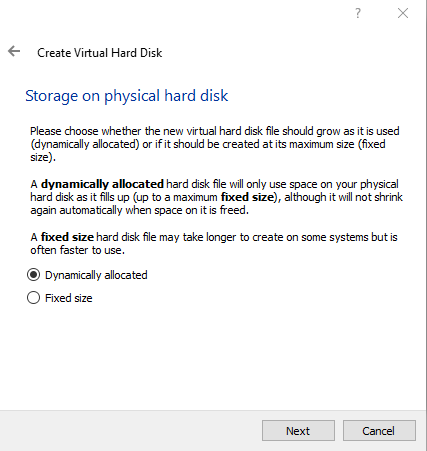 ?
Create Virtual Hard Disk
Storage on physical hard disk
Please choose whether the new virtual hard disk file should grow as it is used
(dynamically allocated) or if it should be created at its maximum size (fixed
size).
A dynamically allocated hard disk file will only use space on your physical
hard disk as it fills up (up to a maximum fixed size), although it will not shrink
again automatically when space on it is freed.
A fixed size hard disk file may take longer to create on some systems but is
often faster to use.
Dynamically allocated
Fixed size
Next Cancel